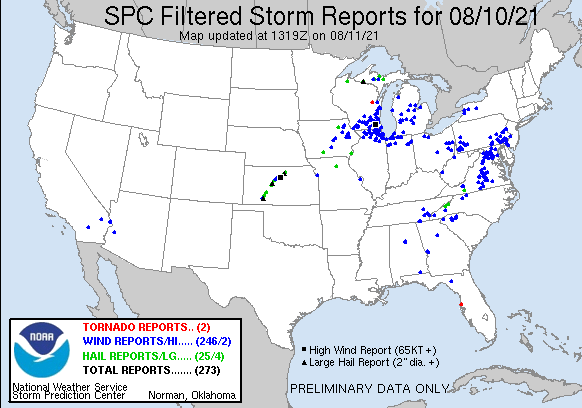 SPC Filtered Storm Reports for 08/10/21
Map updated at 1319Z on 08/11/21
TORNADO REPORTS.. (2)
WIND REPORTS/HI..... (246/2)
HAIL REPORTS/LG..... (25/4)
TOTAL REPORTS....... (273)
NOAA
National Weather Service
Storm Prediction Center Norman, Oklahoma
High Wind Report (65KT +)
Large Hail Report (2" dia. +)
PRELIMINARY DATA ONLY